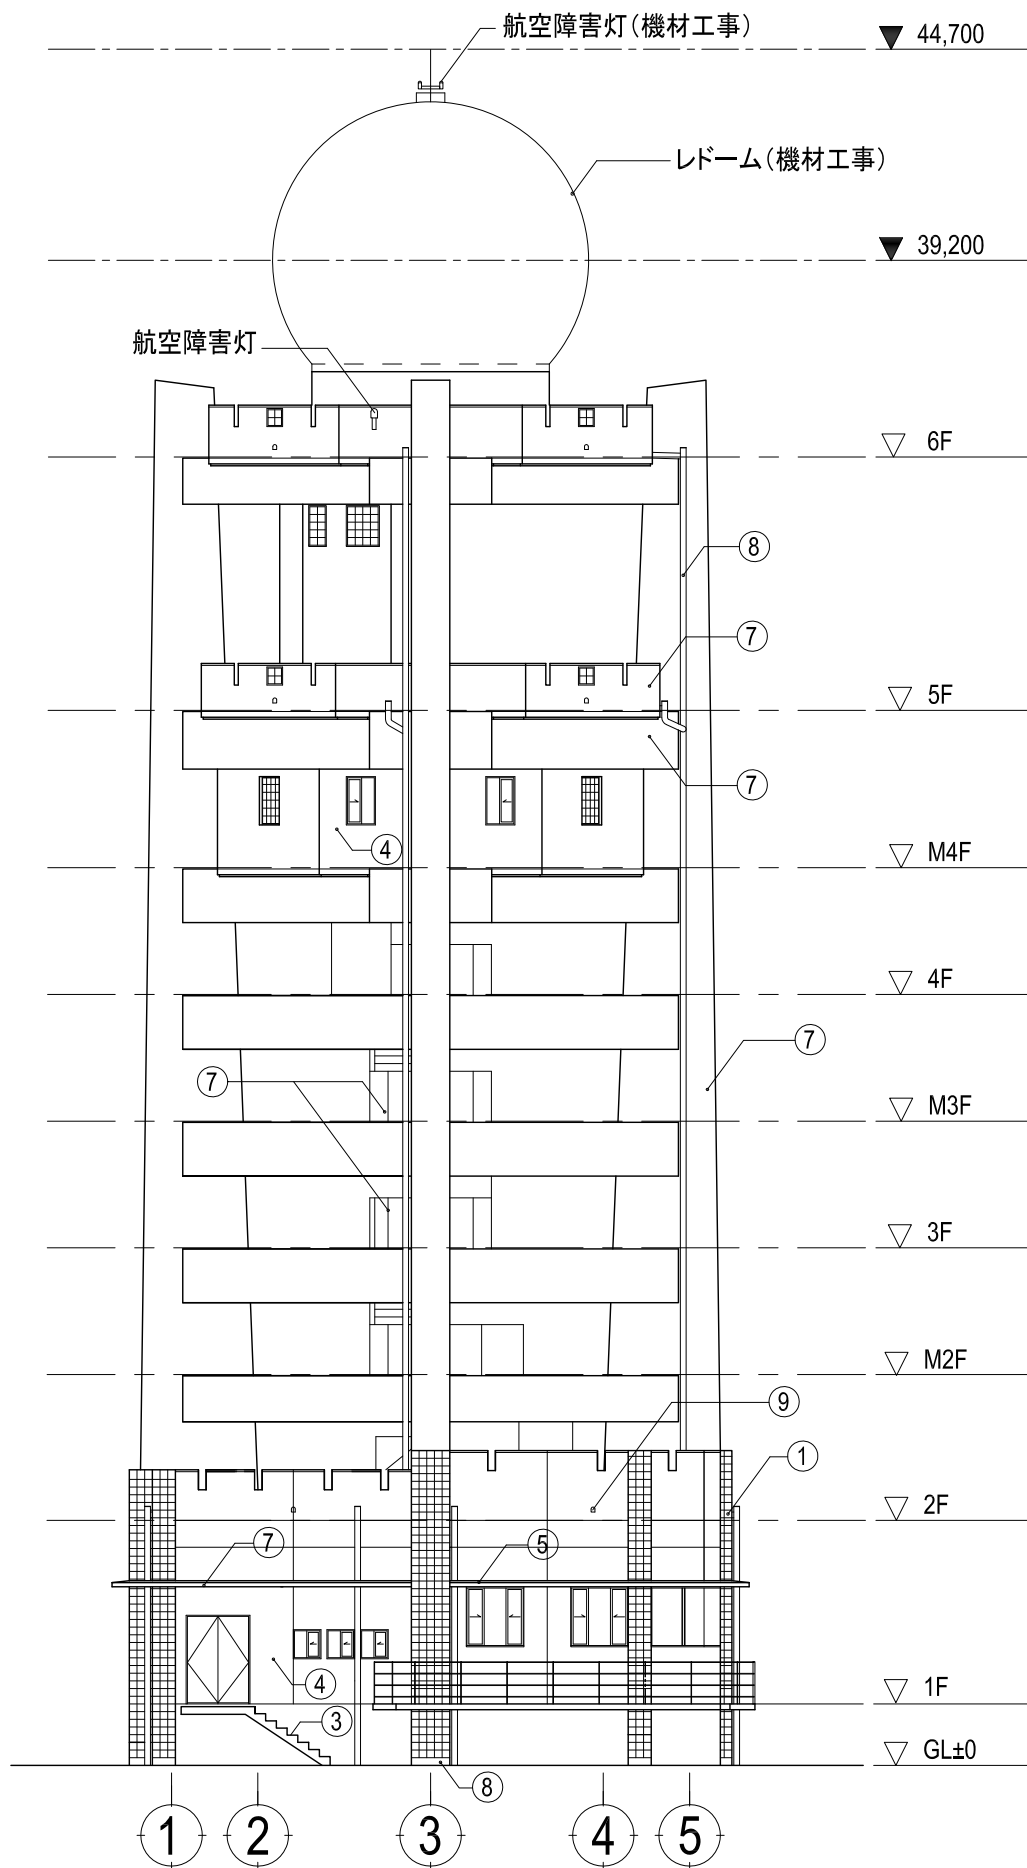 航空障害灯(機材工事)
44,700
レドーム(機材工事)
39,200
航空障害灯
6F
⑧
⑦
5F
⑦
④
M4F
4F
⑦
⑦
M3F
3F
M2F
⑨
①
2F
⑦
⑤
④
1F
③
GL±0
⑧
1 2 3 4 5